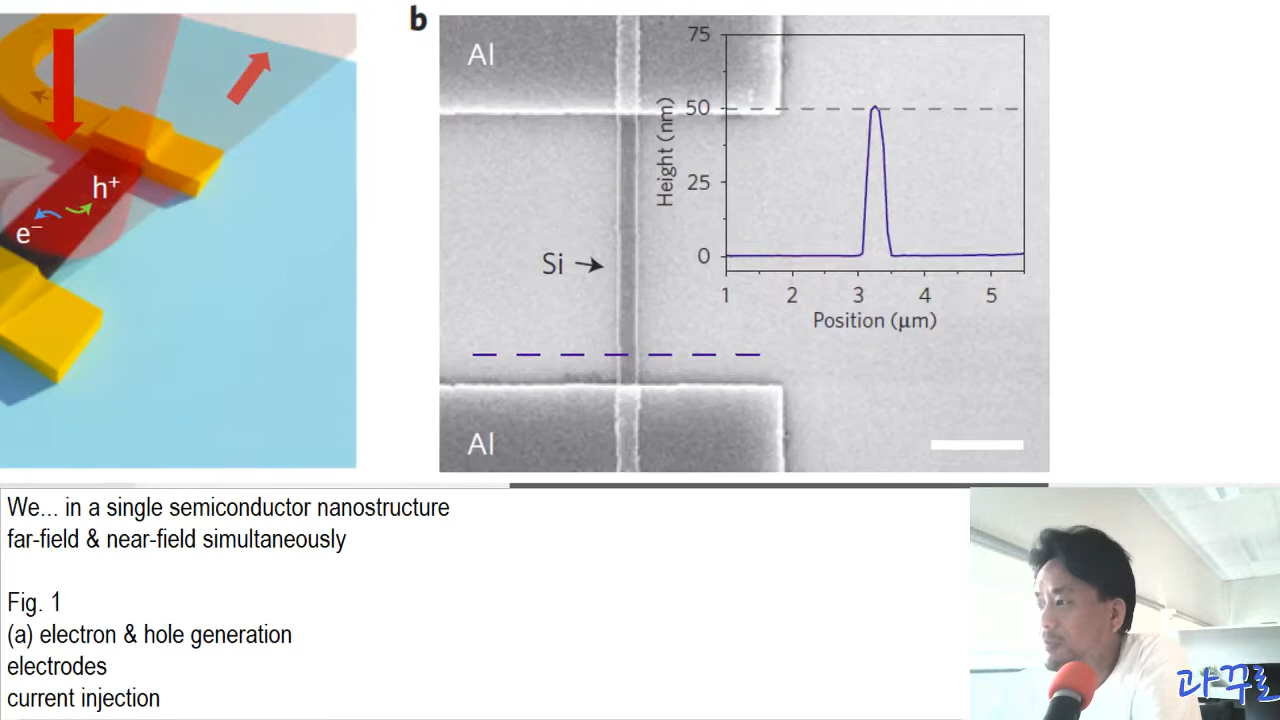 b
Al
75
50
25
0
Height (nm)
1 2 3 4 5
Position (μm)
h⁺
e⁻
Si
Al
We... in a single semiconductor nanostructure
far-field & near-field simultaneously
Fig. 1
(a) electron & hole generation
electrodes
current injection
과꾸로